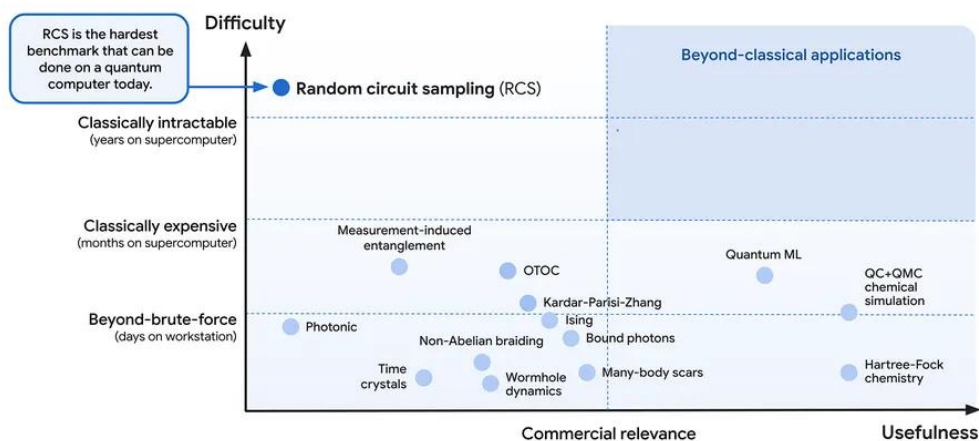 Difficulty
RCS is the hardest
benchmark that can be
done on a quantum
computer today.
Beyond-classical applications
Random circuit sampling (RCS)
Classically intractable
(years on supercomputer)
Classically expensive
(months on supercomputer)
Measurement-induced
entanglement
OTOC
Quantum ML
QC+QMC
chemical
simulation
Kardar-Parisi-Zhang
Beyond-brute-force
(days on workstation)
Photonic
Ising
Non-Abelian braiding
Bound photons
Time
crystals
Wormhole
dynamics
Many-body scars
Hartree-Fock
chemistry
Commercial relevance
Usefulness